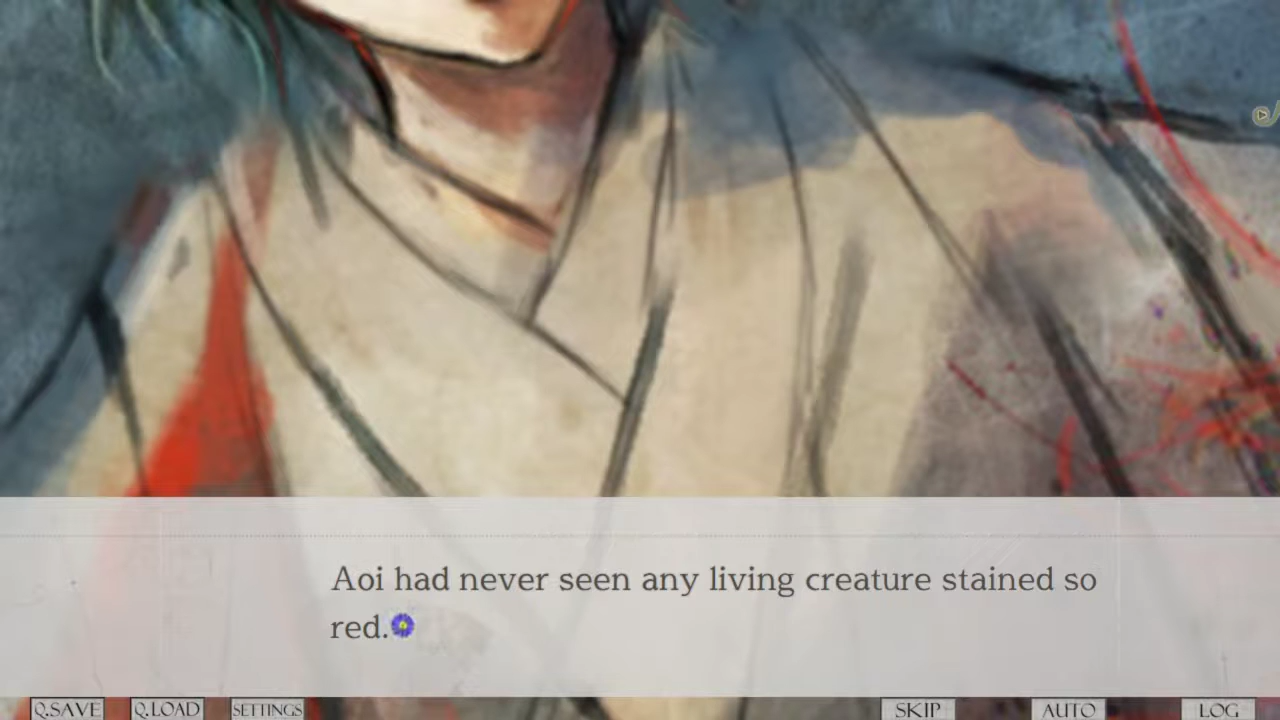 Aoi had never seen any living creature stained so
red.
Q.SAVE
Q.LOAD
SETTINGS
SKIP
AUTO
LOG